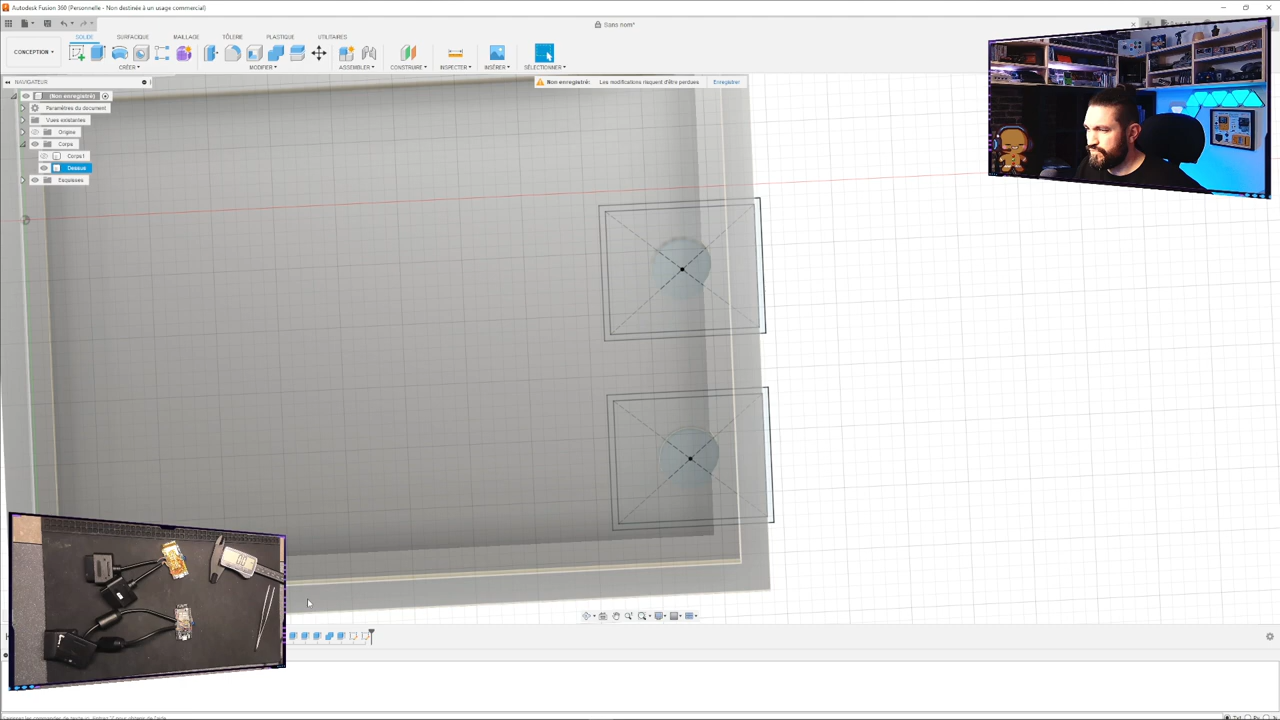 Autodesk Fusion 360 (Personnelle - Non destinée à un usage commercial)
Sans nom*
CONCEPTION
SOLIDE
SURFACIQUE
MAILLAGE
TÔLERIE
PLASTIQUE
UTILITAIRES
CRÉER
MODIFIER
ASSEMBLER
CONSTRUIRE
INSPECTER
INSÉRER
SÉLECTIONNER
NAVIGATEUR
Non enregistré: Les modifications risquent d'être perdues Enregistrer
(Non enregistré)
Paramètres du document
Vues existantes
Origine
Corps
Corps1
Dessus
Esquisses